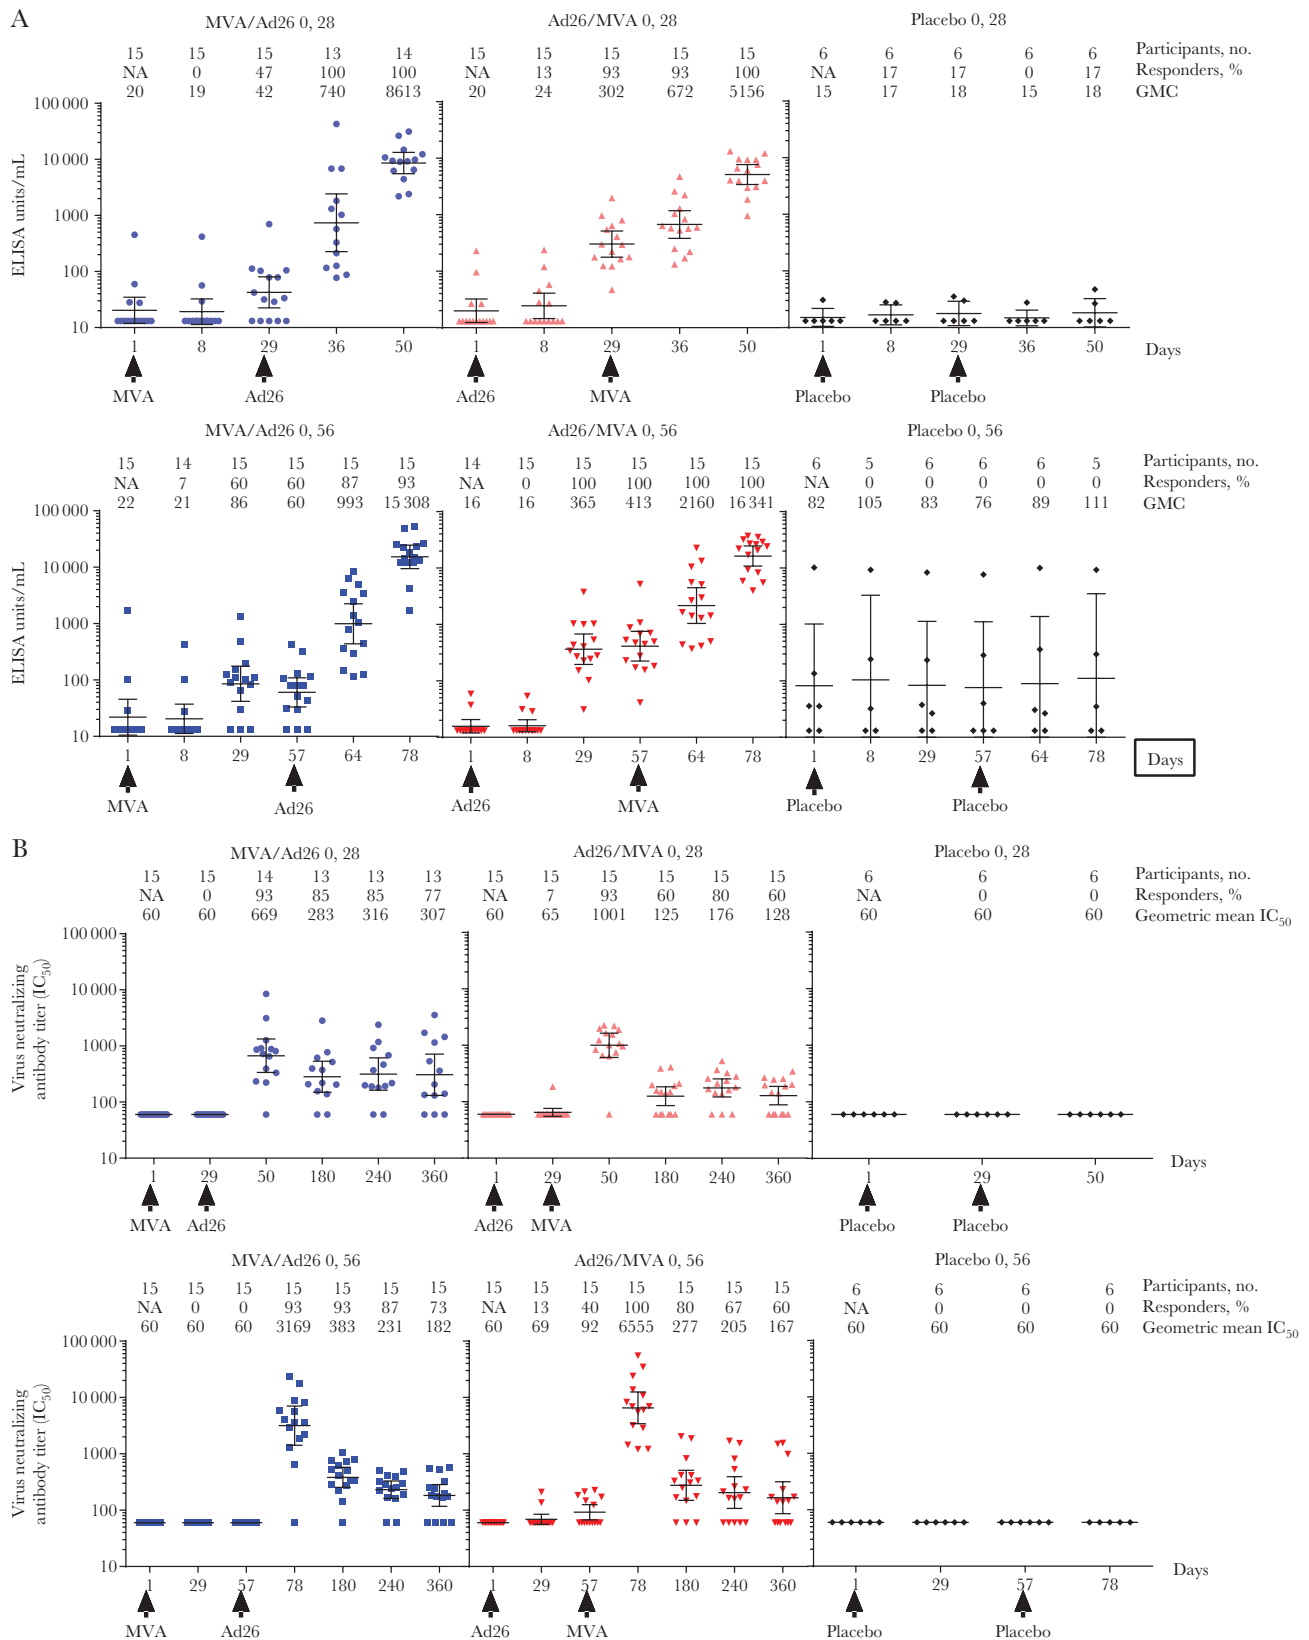 A
MVA/Ad26 0, 28 Ad26/MVA 0, 28 Placebo 0, 28
15 15 15 13 14 15 15 15 15 15 6 6 6 6 6 Participants, no.
NA 0 47 100 100 NA 13 93 93 100 NA 17 17 0 17 Responders, %
20 19 42 740 8613 20 24 302 672 5156 15 17 18 15 18 GMC
ELISA units/mL
100 000
10 000
1000
100
10
1 8 29 36 50 1 8 29 36 50 1 8 29 36 50 Days
MVA Ad26 Ad26 MVA Placebo Placebo
MVA/Ad26 0, 56 Ad26/MVA 0, 56 Placebo 0, 56
15 14 15 15 15 15 14 15 15 15 15 15 6 5 6 6 6 5 Participants, no.
NA 7 60 60 87 93 NA 0 100 100 100 100 NA 0 0 0 0 0 Responders, %
22 21 86 60 993 15 308 16 16 365 413 2160 16 341 82 105 83 76 89 111 GMC
ELISA units/mL
100 000
10 000
1000
100
10
1 8 29 57 64 78 1 8 29 57 64 78 1 8 29 57 64 78 Days
MVA Ad26 Ad26 MVA Placebo Placebo
B
MVA/Ad26 0, 28 Ad26/MVA 0, 28 Placebo 0, 28
15 15 14 13 13 13 15 15 15 15 15 15 6 6 6 Participants, no.
NA 0 93 85 85 77 NA 7 93 60 80 60 NA 0 0 Responders, %
60 60 669 283 316 307 60 65 1001 125 176 128 60 60 60 Geometric mean IC50
Virus neutralizing
antibody titer (IC50)
100 000
10 000
1000
100
10
1 29 50 180 240 360 1 29 50 180 240 360 1 29 50 Days
MVA Ad26 Ad26 MVA Placebo Placebo
MVA/Ad26 0, 56 Ad26/MVA 0, 56 Placebo 0, 56
15 15 15 15 15 15 15 15 15 15 15 15 15 15 6 6 6 6 Participants, no.
NA 0 0 93 93 87 73 NA 13 40 100 80 67 60 NA 0 0 0 Responders, %
60 60 60 3169 383 231 182 60 69 92 6555 277 205 167 60 60 60 60 Geometric mean IC50
Virus neutralizing
antibody titer (IC50)
100 000
10 000
1000
100
10
1 29 57 78 180 240 360 1 29 57 78 180 240 360 1 29 57 78 Days
MVA Ad26 Ad26 MVA Placebo Placebo